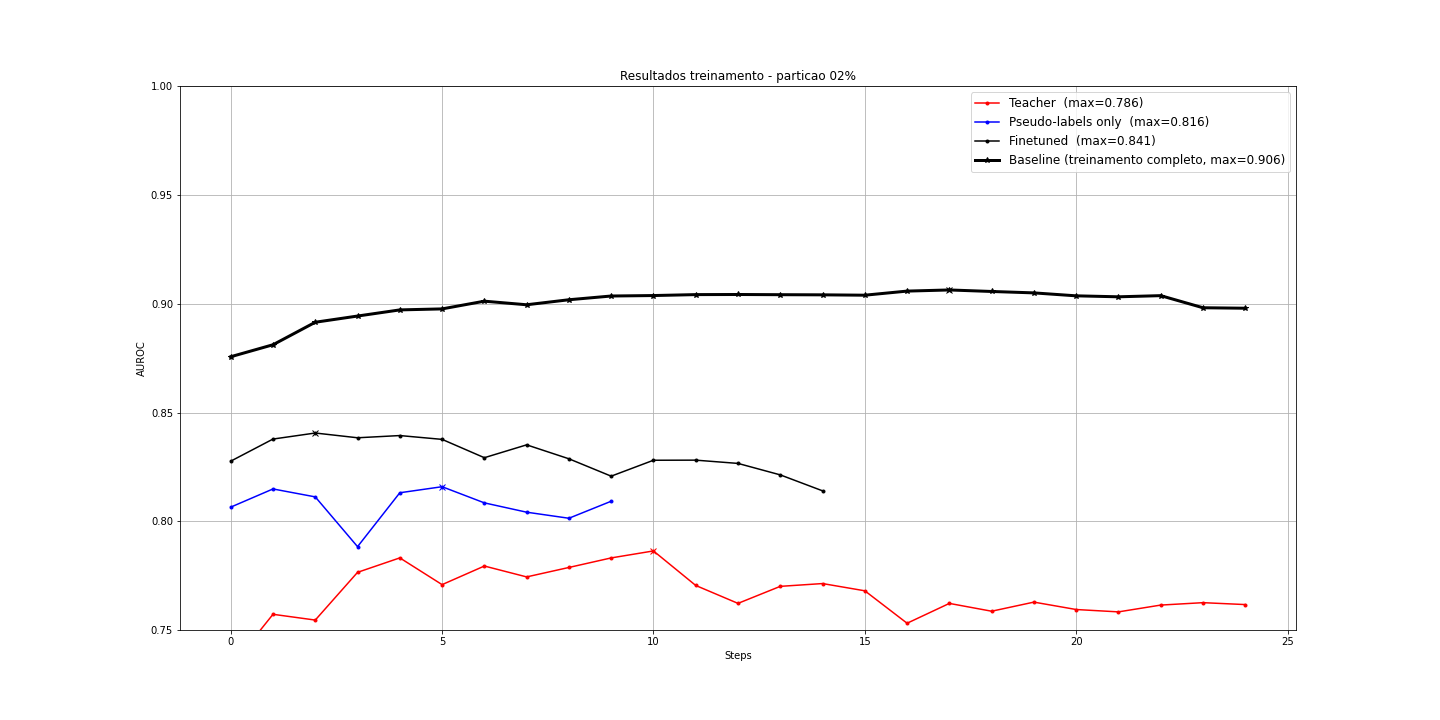 Resultados treinamento - particao 02%
Teacher (max=0.786)
Pseudo-labels only (max=0.816)
Finetuned (max=0.841)
Baseline (treinamento completo, max=0.906)
AUROC
1.00
0.95
0.90
0.85
0.80
0.75
0 5 10 15 20 25
Steps